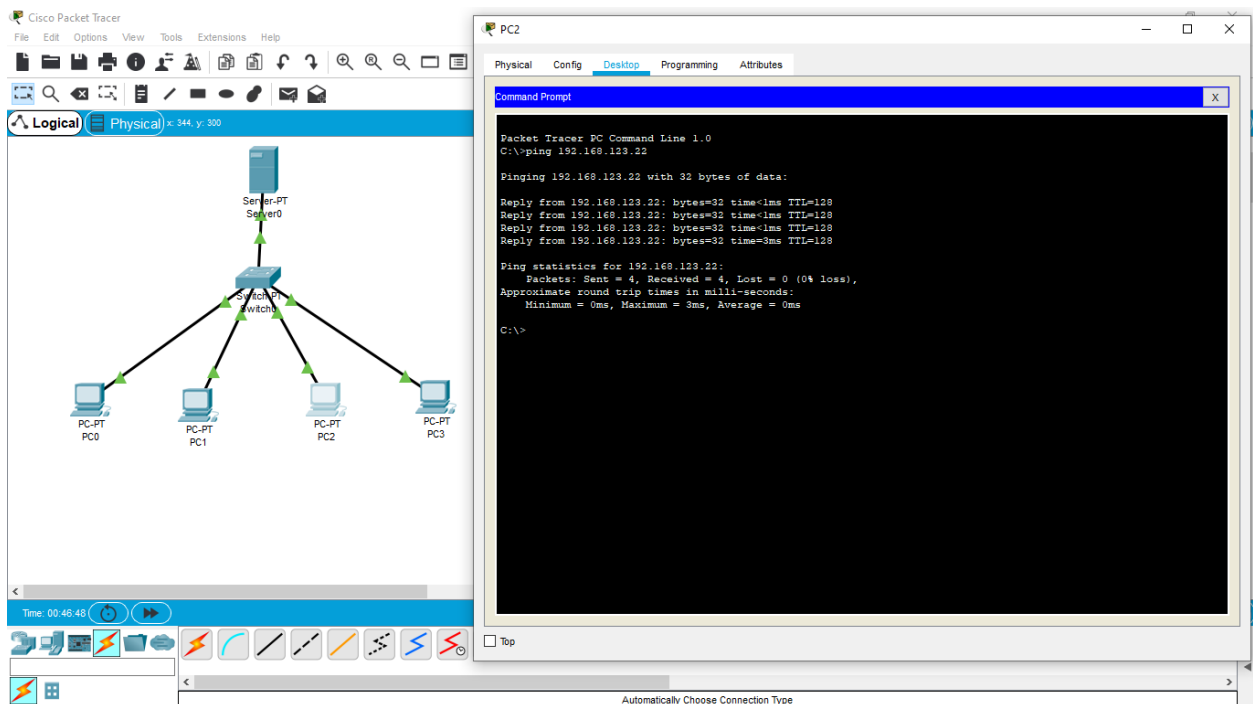 Cisco Packet Tracer
File Edit Options View Tools Extensions Help
Logical
Physical
x: 344, y: 300
Server-PT
Server0
Switch-PT
Switch0
PC-PT
PC0
PC-PT
PC1
PC-PT
PC2
PC-PT
PC3
Time: 00:46:48
Automatically Choose Connection Type
PC2
Physical Config Desktop Programming Attributes
Command Prompt
X
Packet Tracer PC Command Line 1.0
C:\>ping 192.168.123.22
Pinging 192.168.123.22 with 32 bytes of data:
Reply from 192.168.123.22: bytes=32 time<1ms TTL=128
Reply from 192.168.123.22: bytes=32 time<1ms TTL=128
Reply from 192.168.123.22: bytes=32 time<1ms TTL=128
Reply from 192.168.123.22: bytes=32 time=3ms TTL=128
Ping statistics for 192.168.123.22:
Packets: Sent = 4, Received = 4, Lost = 0 (0% loss),
Approximate round trip times in milli-seconds:
Minimum = 0ms, Maximum = 3ms, Average = 0ms
C:\>
Top